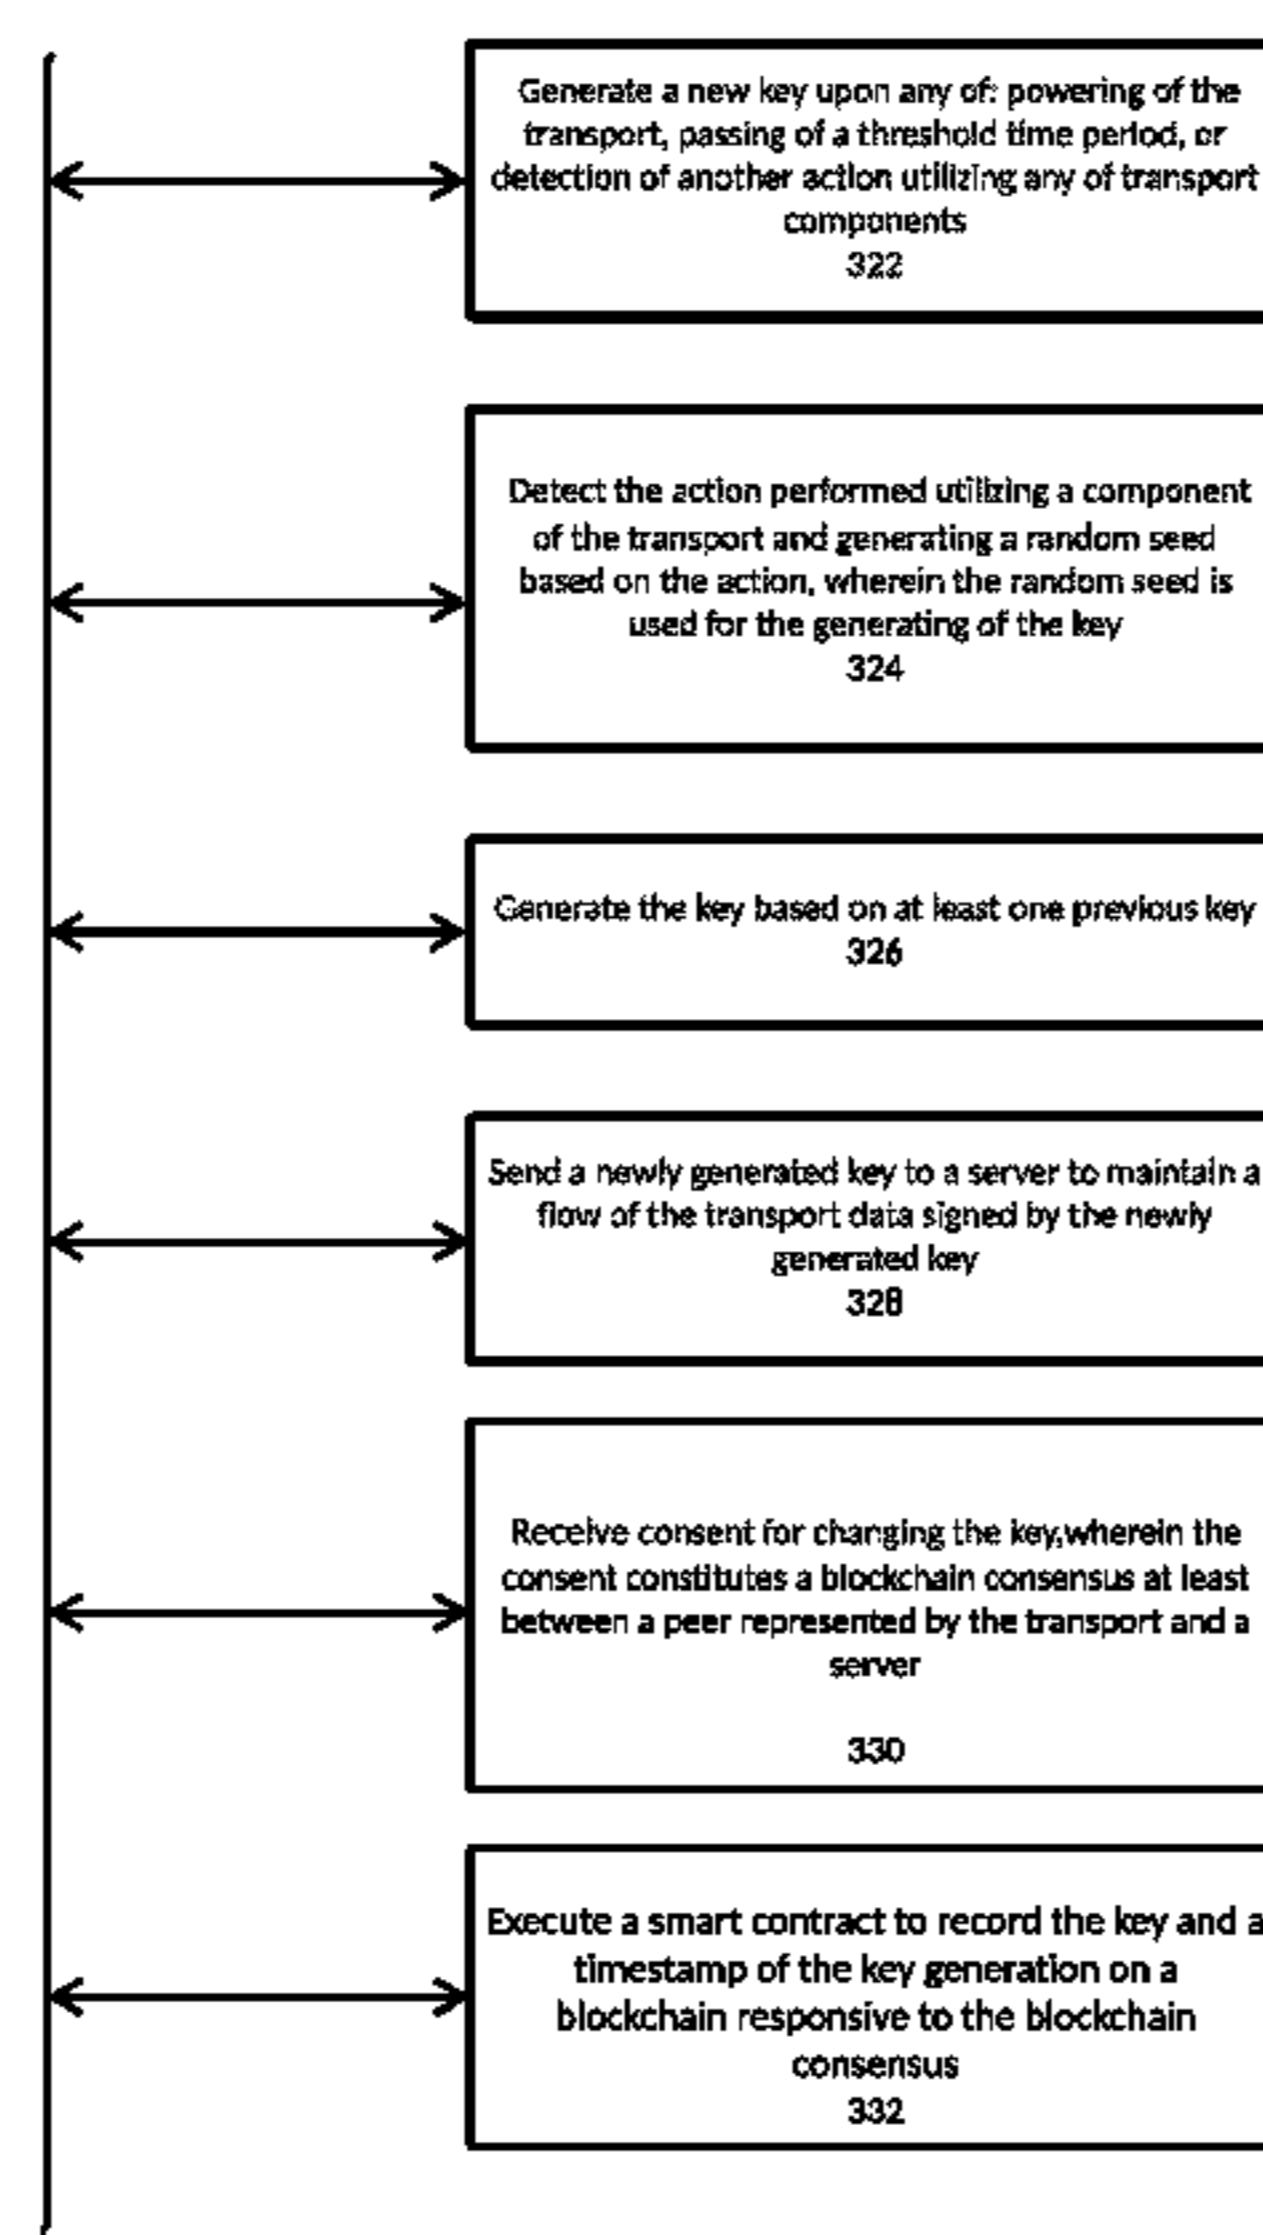 Generate a new key upon any of: powering of the
transport, passing of a threshold time period, or
detection of another action utilizing any of transport
components
322
Detect the action performed utilizing a component
of the transport and generating a random seed
based on the action, wherein the random seed is
used for the generating of the key
324
Generate the key based on at least one previous key
326
Send a newly generated key to a server to maintain a
flow of the transport data signed by the newly
generated key
328
Receive consent for changing the key,wherein the
consent constitutes a blockchain consensus at least
between a peer represented by the transport and a
server
330
Execute a smart contract to record the key and a
timestamp of the key generation on a
blockchain responsive to the blockchain
consensus
332